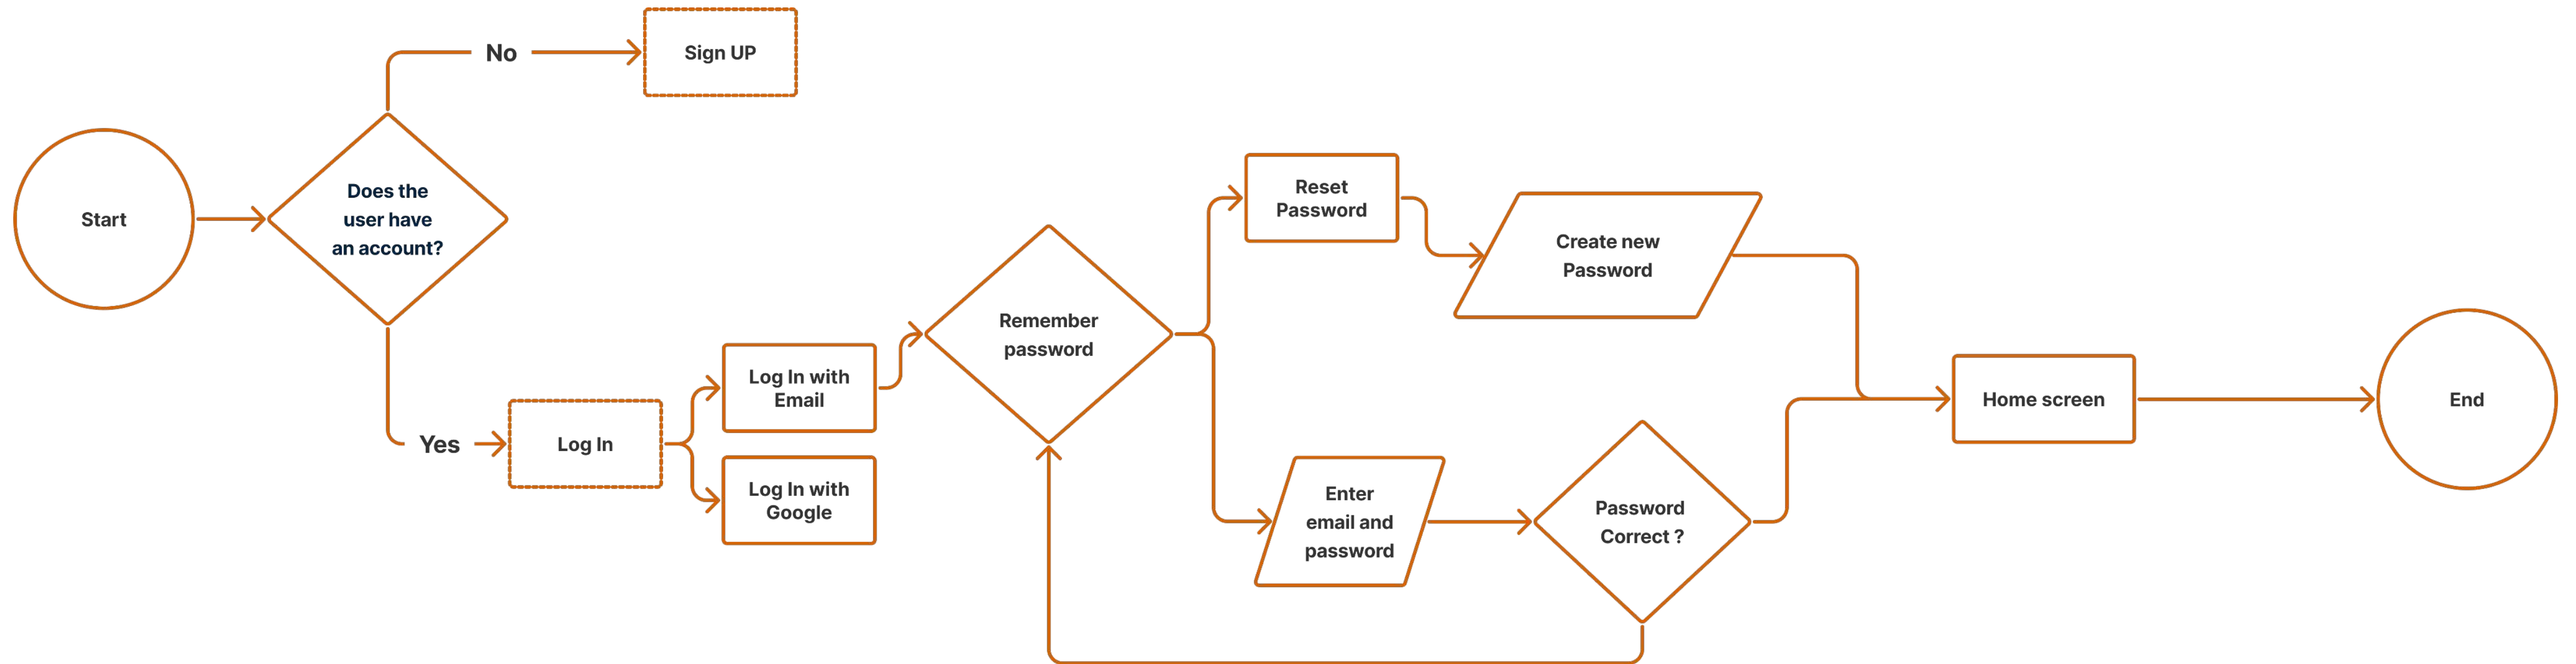 No
Sign UP
Start
Does the
user have
an account?
Yes
Log In
Log In with
Email
Log In with
Google
Remember
password
Reset
Password
Create new
Password
Enter
email and
password
Password
Correct ?
Home screen
End